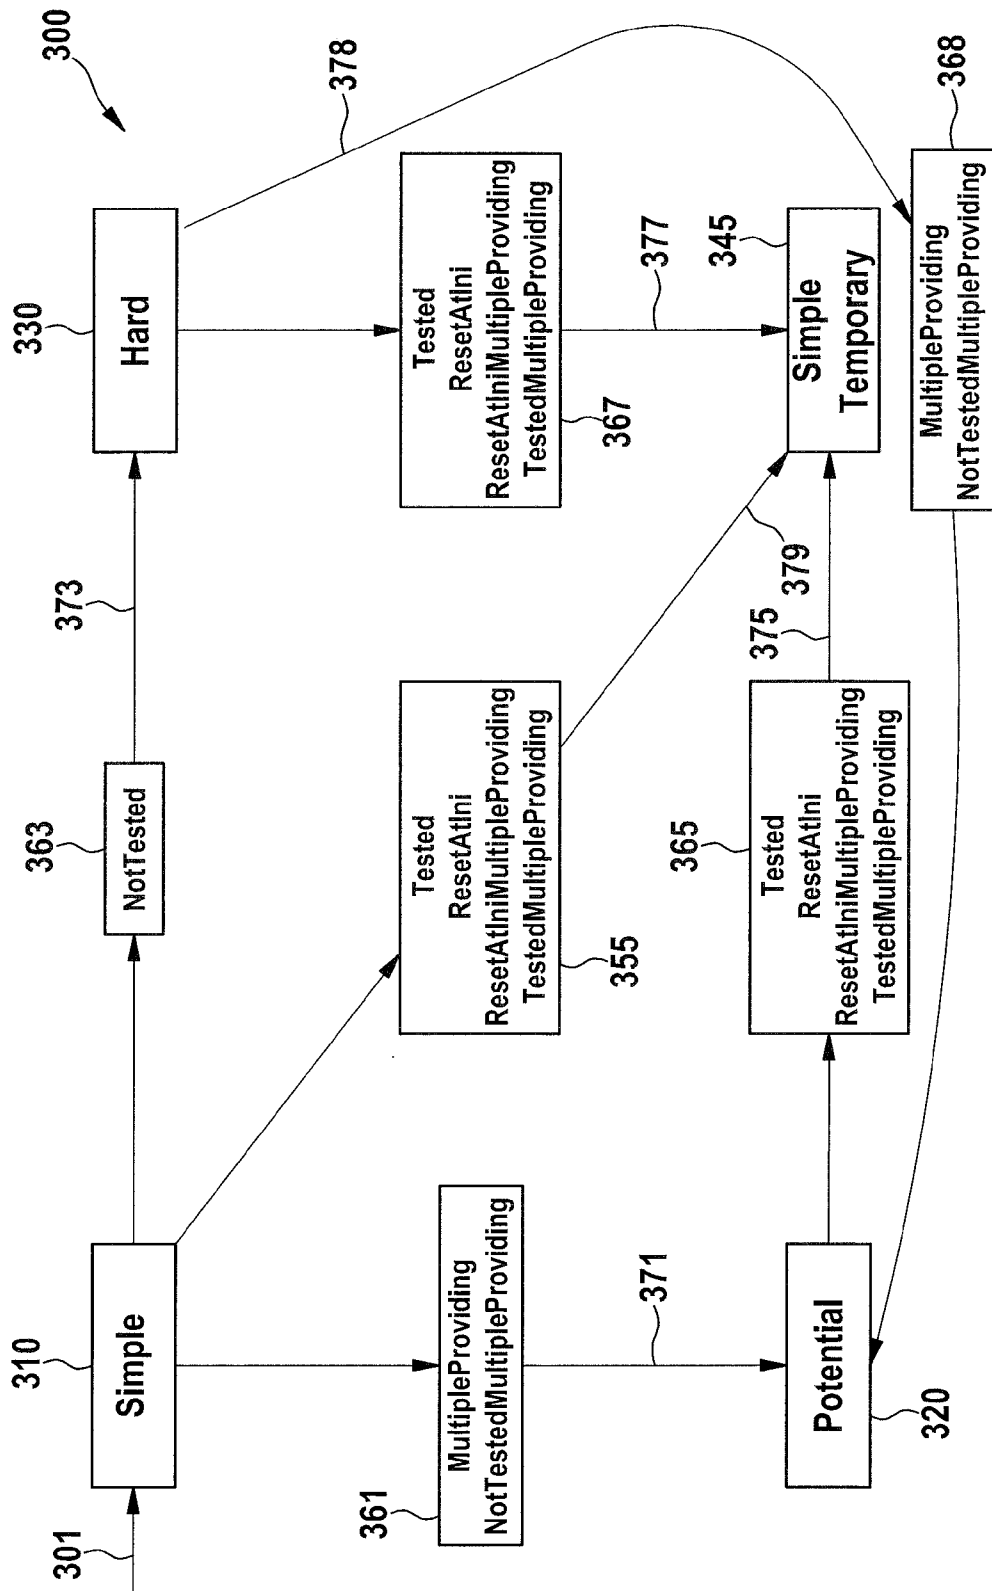 300
301
310
Simple
363
NotTested
373
330
Hard
378
361
MultipleProviding
NotTestedMultipleProviding
371
Tested
ResetAtIni
ResetAtIniMultipleProviding
TestedMultipleProviding
355
Tested
ResetAtIni
ResetAtIniMultipleProviding
TestedMultipleProviding
367
377
379
Potential
320
365
Tested
ResetAtIni
ResetAtIniMultipleProviding
TestedMultipleProviding
375
345
Simple
Temporary
MultipleProviding
NotTestedMultipleProviding
368